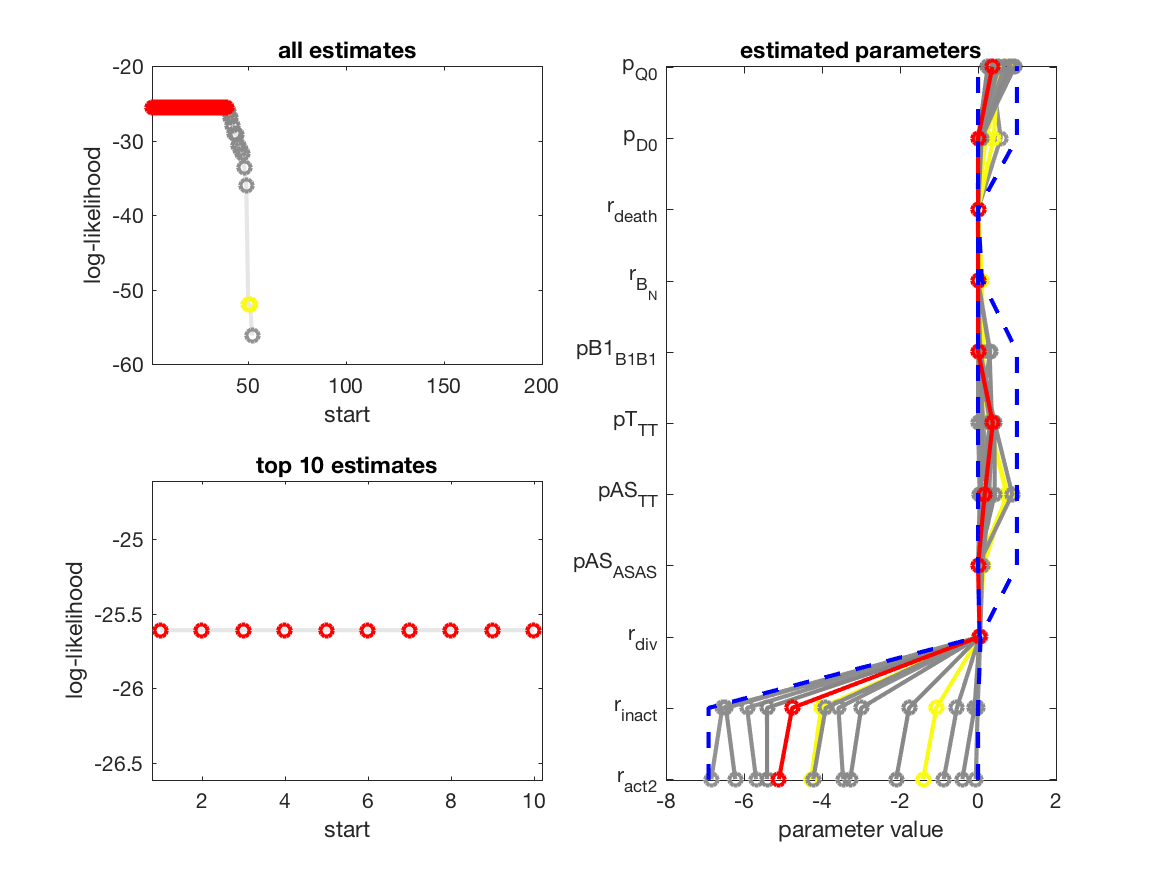 all estimates
-20
-30
-40
-50
-60
50
100
150
200
log-likelihood
start
top 10 estimates
-25
-25.5
-26
-26.5
2
4
6
8
10
log-likelihood
start
estimated parameters
pQ0
pD0
rdeath
rBN
pB1B1B1
pTTT
pASTT
pASASAS
rdiv
rinact
ract2
-8
-6
-4
-2
0
2
parameter value